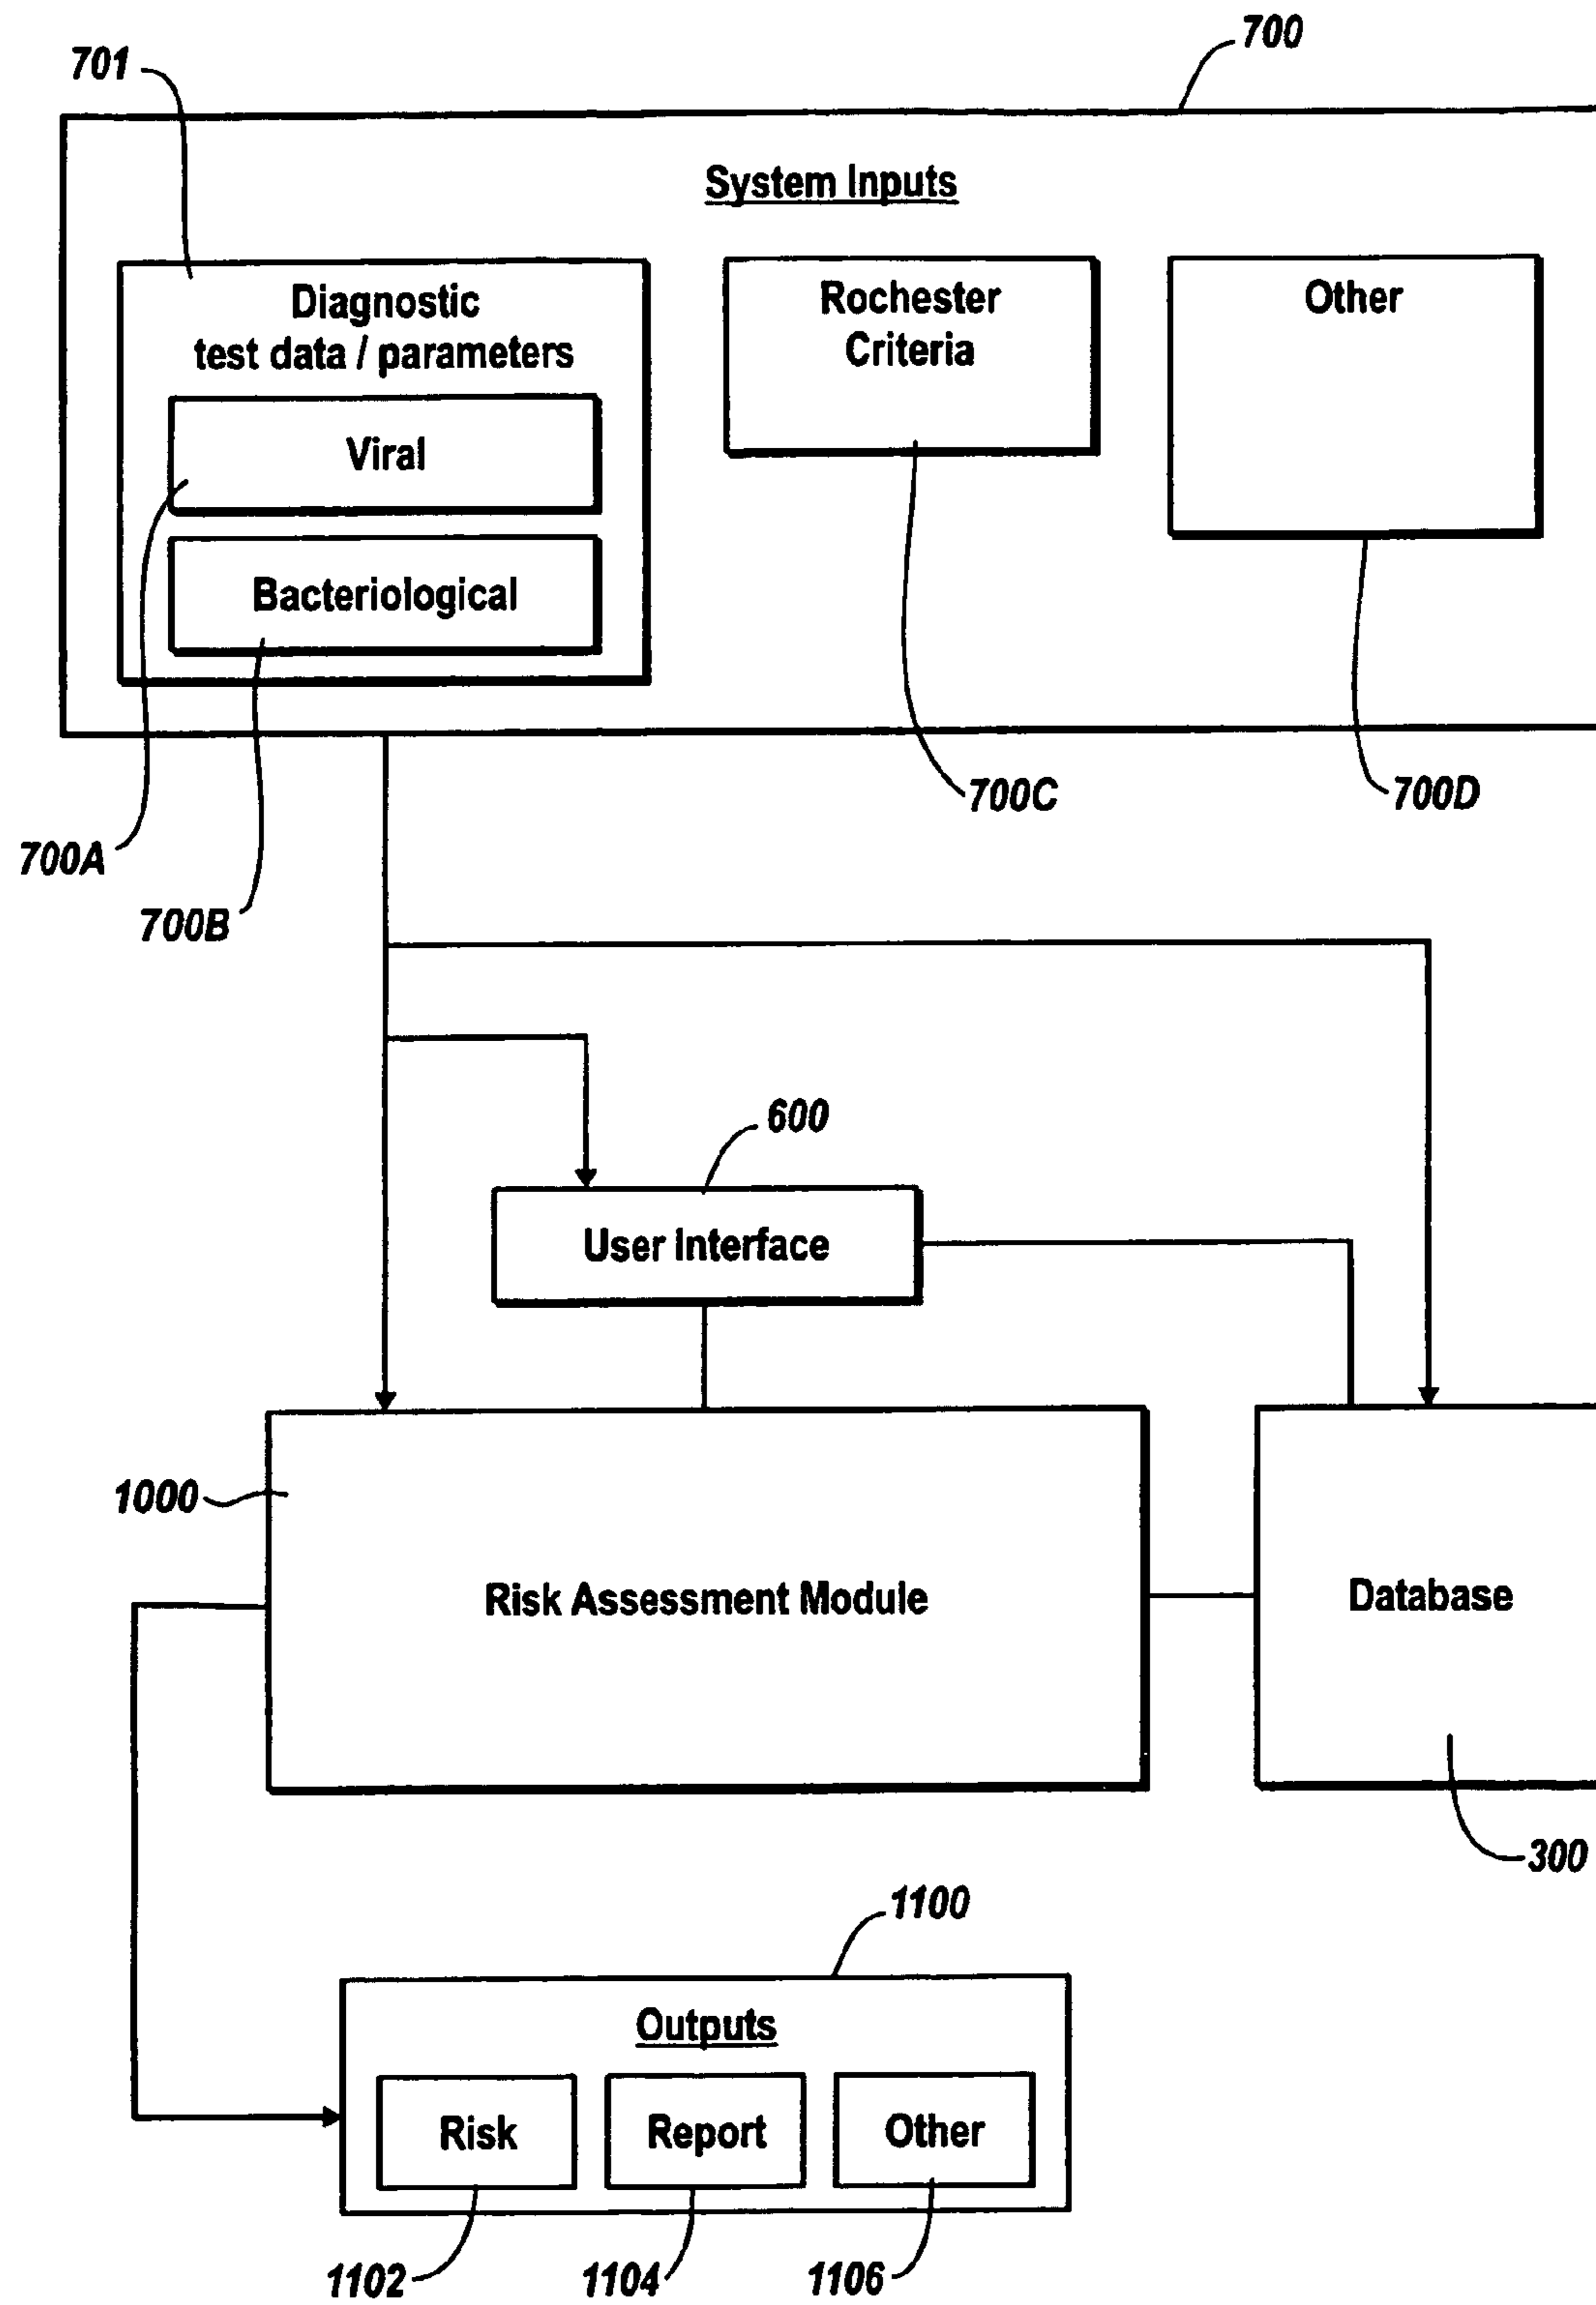 700
701
System Inputs
Diagnostic
test data / parameters
Viral
Bacteriological
Rochester
Criteria
Other
700C
700D
700A
700B
600
User Interface
1000
Risk Assessment Module
Database
300
1100
Outputs
Risk
Report
Other
1102
1104
1106